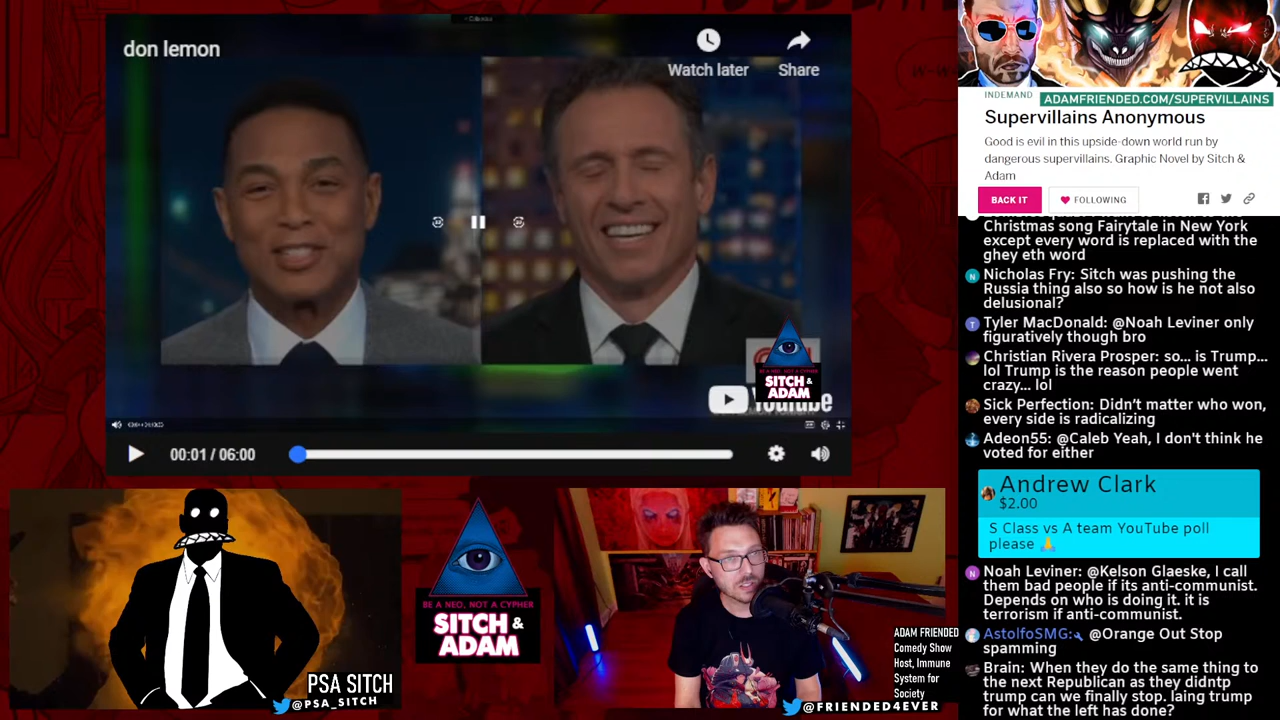 don lemon
Watch later
Share
BE A NEO, NOT A CYPHER
SITCH &
ADAM
YouTube
00:01 / 06:00
PSA SITCH
@PSA_SITCH
BE A NEO, NOT A CYPHER
SITCH &
ADAM
ADAM FRIENDED
Comedy Show
Host, Immune
System for
Society
@FRIENDED4EVER
INDEMAND
ADAMFRIENDED.COM/SUPERVILLAINS
Supervillains Anonymous
Good is evil in this upside-down world run by
dangerous supervillains. Graphic Novel by Sitch &
Adam
BACK IT
FOLLOWING
Christmas song Fairytale in New York
except every word is replaced with the
ghey eth word
Nicholas Fry: Sitch was pushing the
Russia thing also so how is he not also
delusional?
Tyler MacDonald: @Noah Leviner only
figuratively though bro
Christian Rivera Prosper: so... is Trump...
lol Trump is the reason people went
crazy... lol
Sick Perfection: Didn’t matter who won,
every side is radicalizing
Adeon55: @Caleb Yeah, I don't think he
voted for either
Andrew Clark
$2.00
S Class vs A team YouTube poll
please 🙏
Noah Leviner: @Kelson Glaeske, I call
them bad people if its anti-communist.
Depends on who is doing it. it is
terrorism if anti-communist.
AstolfoSMG: @Orange Out Stop
spamming
Brain: When they do the same thing to
the next Republican as they didntp
trump can we finally stop. laing trump
for what the left has done?